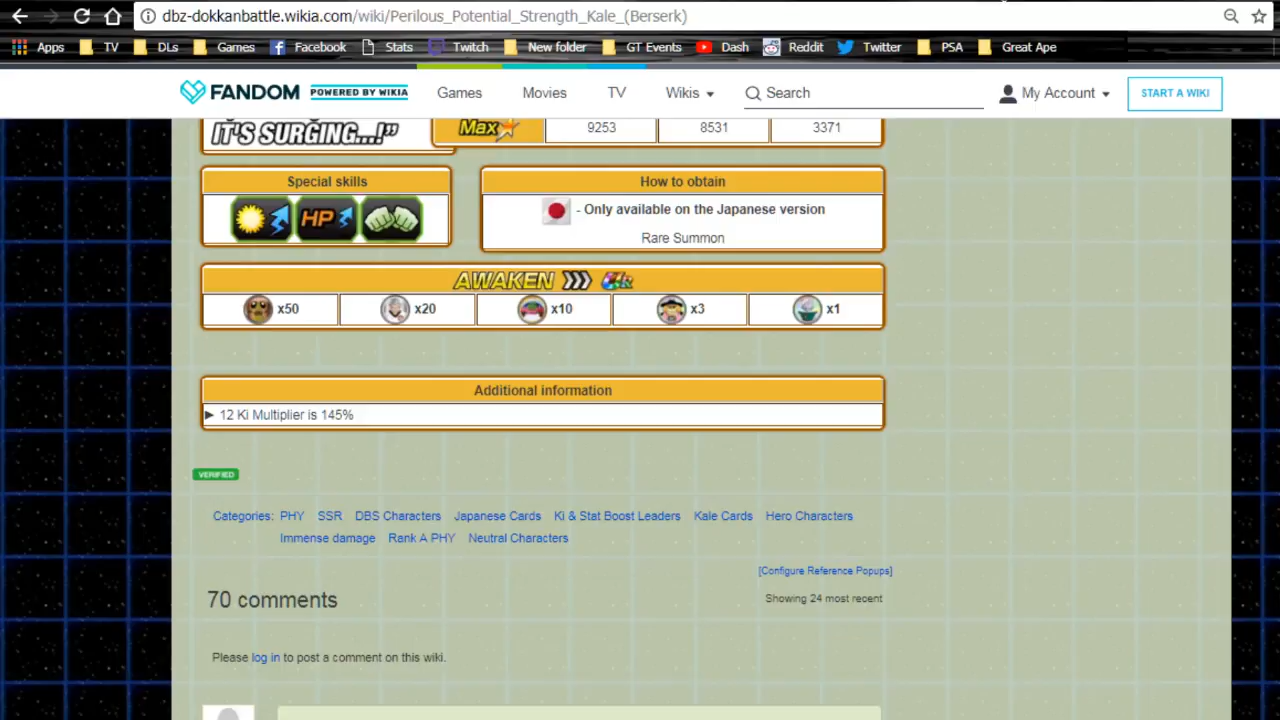 dbz-dokkanbattle.wikia.com/wiki/Perilous_Potential_Strength_Kale_(Berserk)
Apps TV DLs Games Facebook Stats Twitch New folder GT Events Dash Reddit Twitter PSA Great Ape
FANDOM POWERED BY WIKIA Games Movies TV Wikis Search My Account START A WIKI
IT'S SURGING...!" Max 9253 8531 3371
Special skills How to obtain
HP - Only available on the Japanese version
Rare Summon
AWAKEN
x50 x20 x10 x3 x1
Additional information
► 12 Ki Multiplier is 145%
VERIFIED
Categories: PHY SSR DBS Characters Japanese Cards Ki & Stat Boost Leaders Kale Cards Hero Characters
Immense damage Rank A PHY Neutral Characters
[Configure Reference Popups]
70 comments Showing 24 most recent
Please log in to post a comment on this wiki.